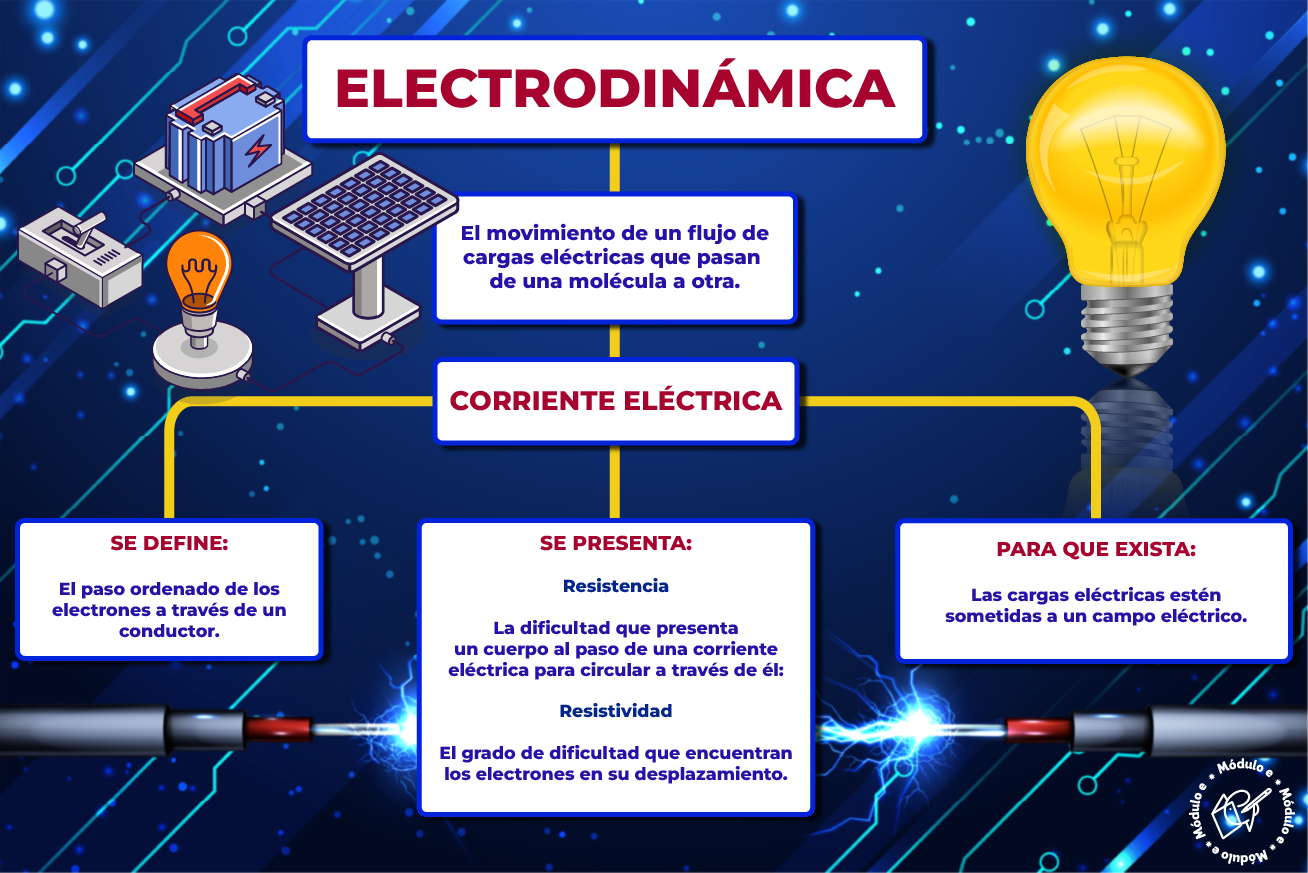 ELECTRODINÁMICA
El movimiento de un flujo de
cargas eléctricas que pasan
de una molécula a otra.
CORRIENTE ELÉCTRICA
SE DEFINE:
El paso ordenado de los
electrones a través de un
conductor.
SE PRESENTA:
Resistencia
La dificultad que presenta
un cuerpo al paso de una corriente
eléctrica para circular a través de él:
Resistividad
El grado de dificultad que encuentran
los electrones en su desplazamiento.
PARA QUE EXISTA:
Las cargas eléctricas estén
sometidas a un campo eléctrico.
Módulo e * Módulo e * Módulo e * Módulo e *